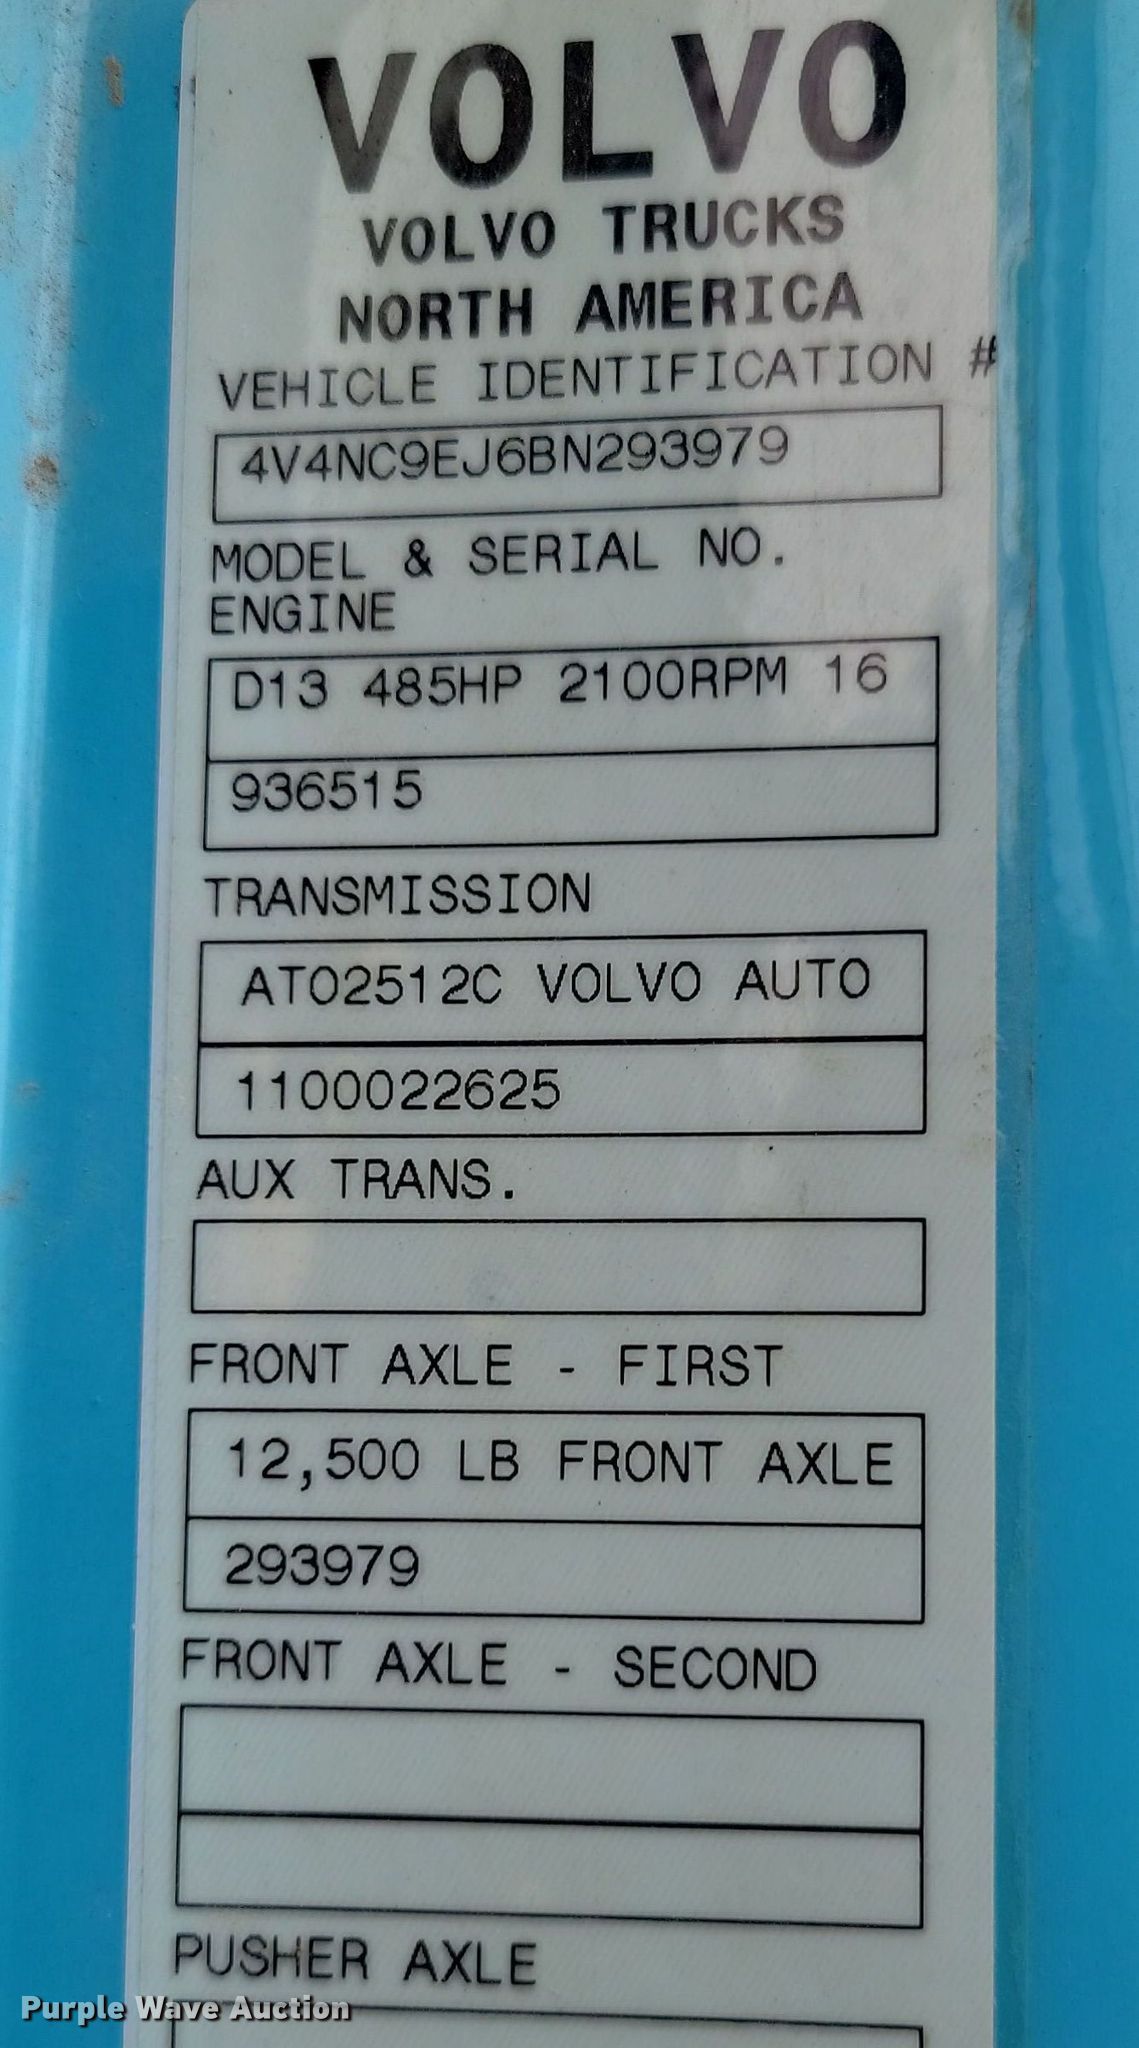 VOLVO
VOLVO TRUCKS
NORTH AMERICA
VEHICLE IDENTIFICATION #
4V4NC9EJ6BN293979
MODEL & SERIAL NO.
ENGINE
D13 485HP 2100RPM 16
936515
TRANSMISSION
ATO2512C VOLVO AUTO
1100022625
AUX TRANS.
FRONT AXLE - FIRST
12,500 LB FRONT AXLE
293979
FRONT AXLE - SECOND
PUSHER AXLE
Purple Wave Auction